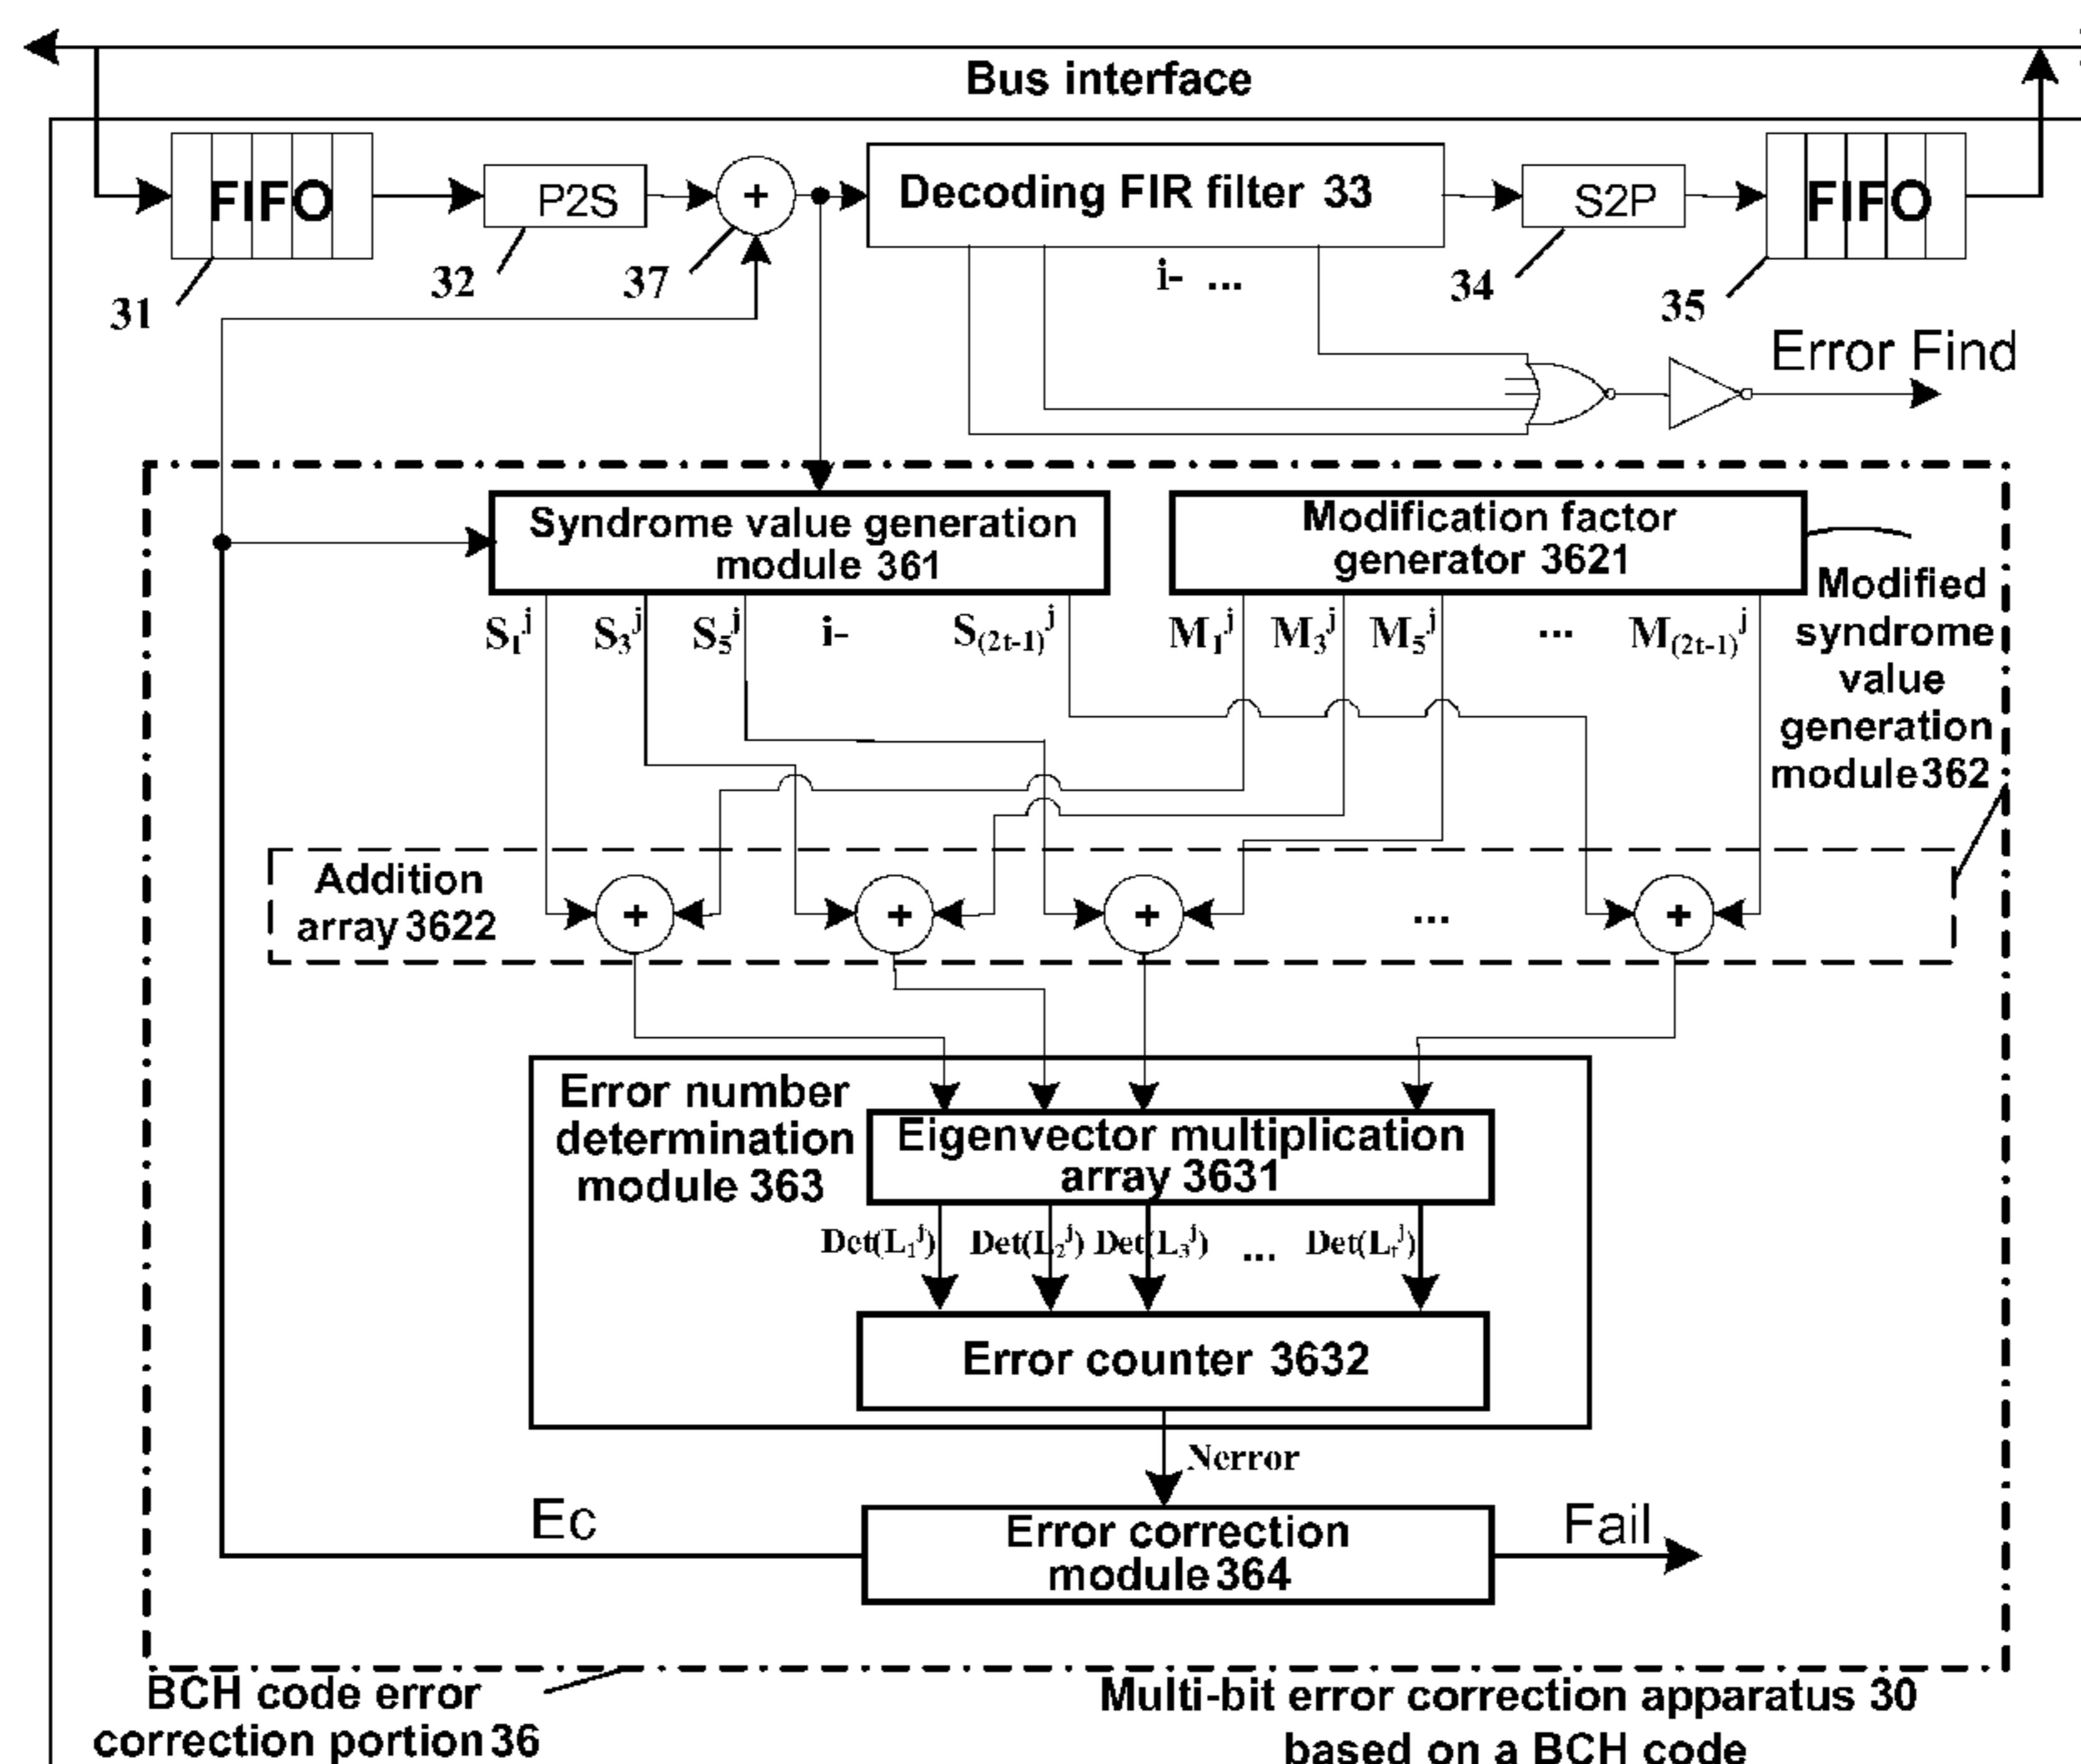 Bus interface
FIFO
P2S
+
Decoding FIR filter 33
S2P
FIFO
31
32
37
i- ...
34
35
Error Find
Syndrome value generation
module 361
Modification factor
generator 3621
S₁ʲ S₃ʲ S₅ʲ i- S₍₂ₜ₋₁₎ʲ
M₁ʲ M₃ʲ M₅ʲ ... M₍₂ₜ₋₁₎ʲ
Modified
syndrome
value
generation
module 362
Addition
array 3622
+ + + ... +
Error number
determination
module 363
Eigenvector multiplication
array 3631
Det(L₁ʲ) Det(L₂ʲ) Det(L₃ʲ) ... Det(Lₜʲ)
Error counter 3632
Nerror
Ec
Error correction
module 364
Fail
BCH code error
correction portion 36
Multi-bit error correction apparatus 30
based on a BCH code